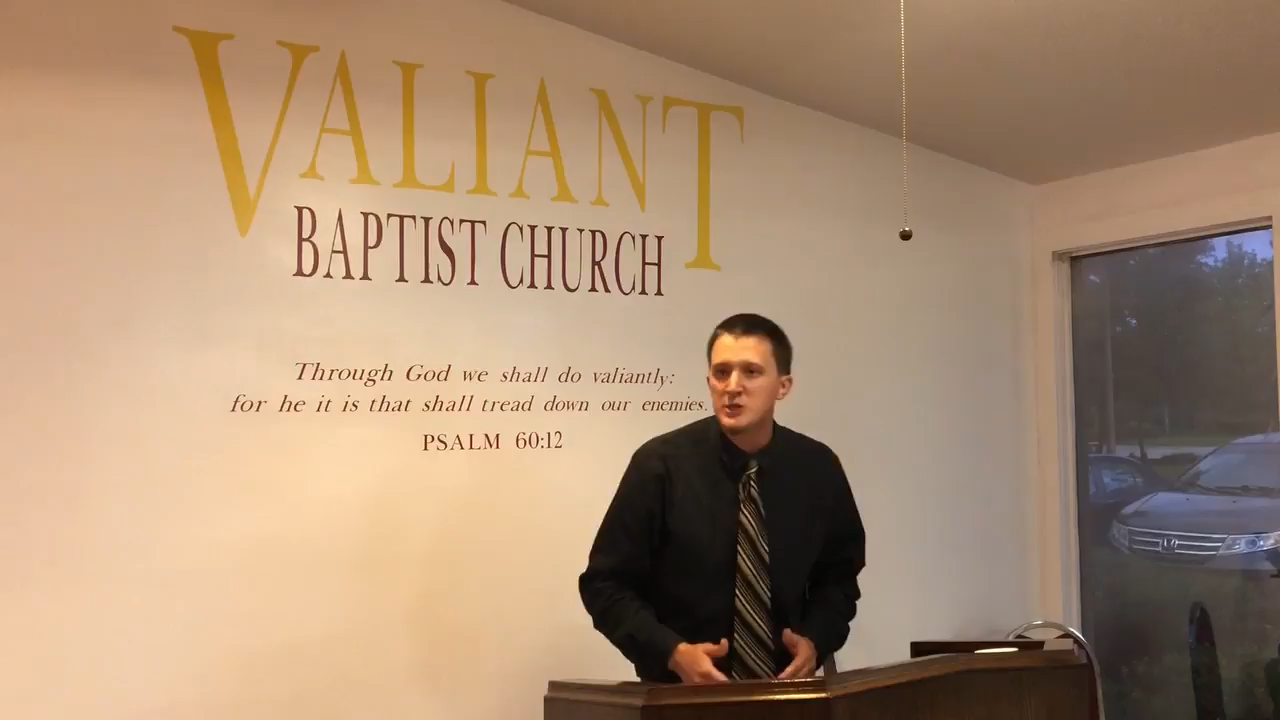 VALIANT
BAPTIST CHURCH
Through God we shall do valiantly:
for he it is that shall tread down our enemies.
PSALM 60:12